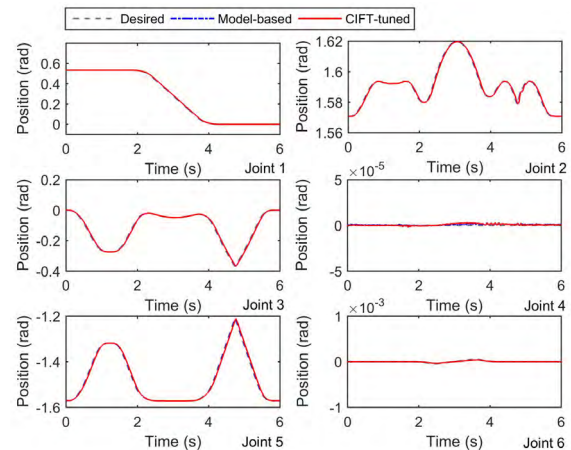 Desired Model-based CIFT-tuned
Position (rad)
0.6
0.4
0.2
0
0 2 4 6
Time (s)
Joint 1
Position (rad)
1.62
1.6
1.58
1.56
0 2 4 6
Time (s)
Joint 2
Position (rad)
0.2
0
-0.2
-0.4
0 2 4 6
Time (s)
Joint 3
Position (rad)
×10-5
5
0
-5
0 2 4 6
Time (s)
Joint 4
Position (rad)
-1.2
-1.4
-1.6
0 2 4 6
Time (s)
Joint 5
Position (rad)
×10-3
1
0
-1
0 2 4 6
Time (s)
Joint 6